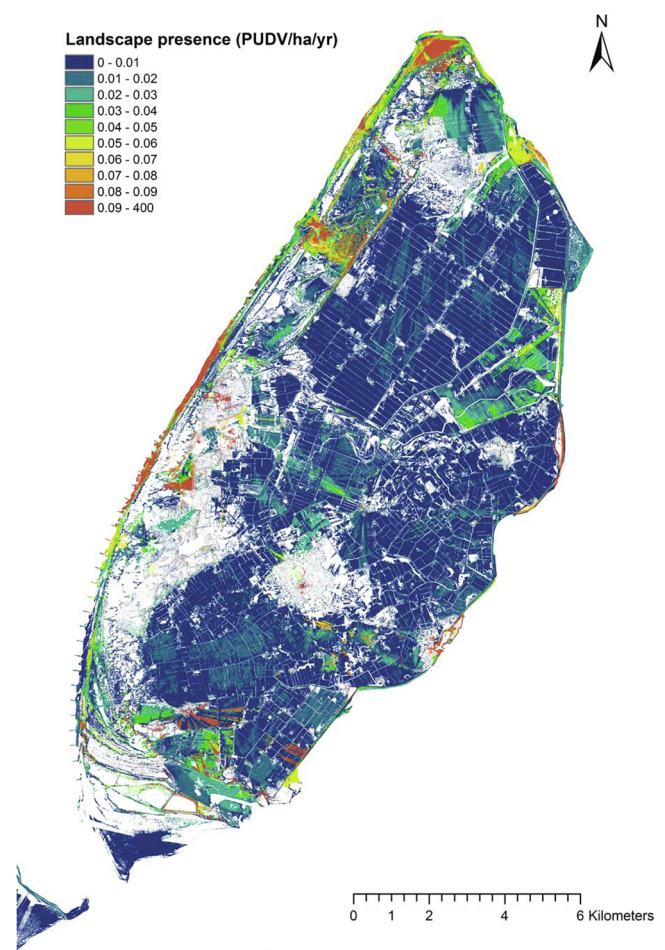 N
Landscape presence (PUDV/ha/yr)
0 - 0.01
0.01 - 0.02
0.02 - 0.03
0.03 - 0.04
0.04 - 0.05
0.05 - 0.06
0.06 - 0.07
0.07 - 0.08
0.08 - 0.09
0.09 - 400
0 1 2 4 6 Kilometers